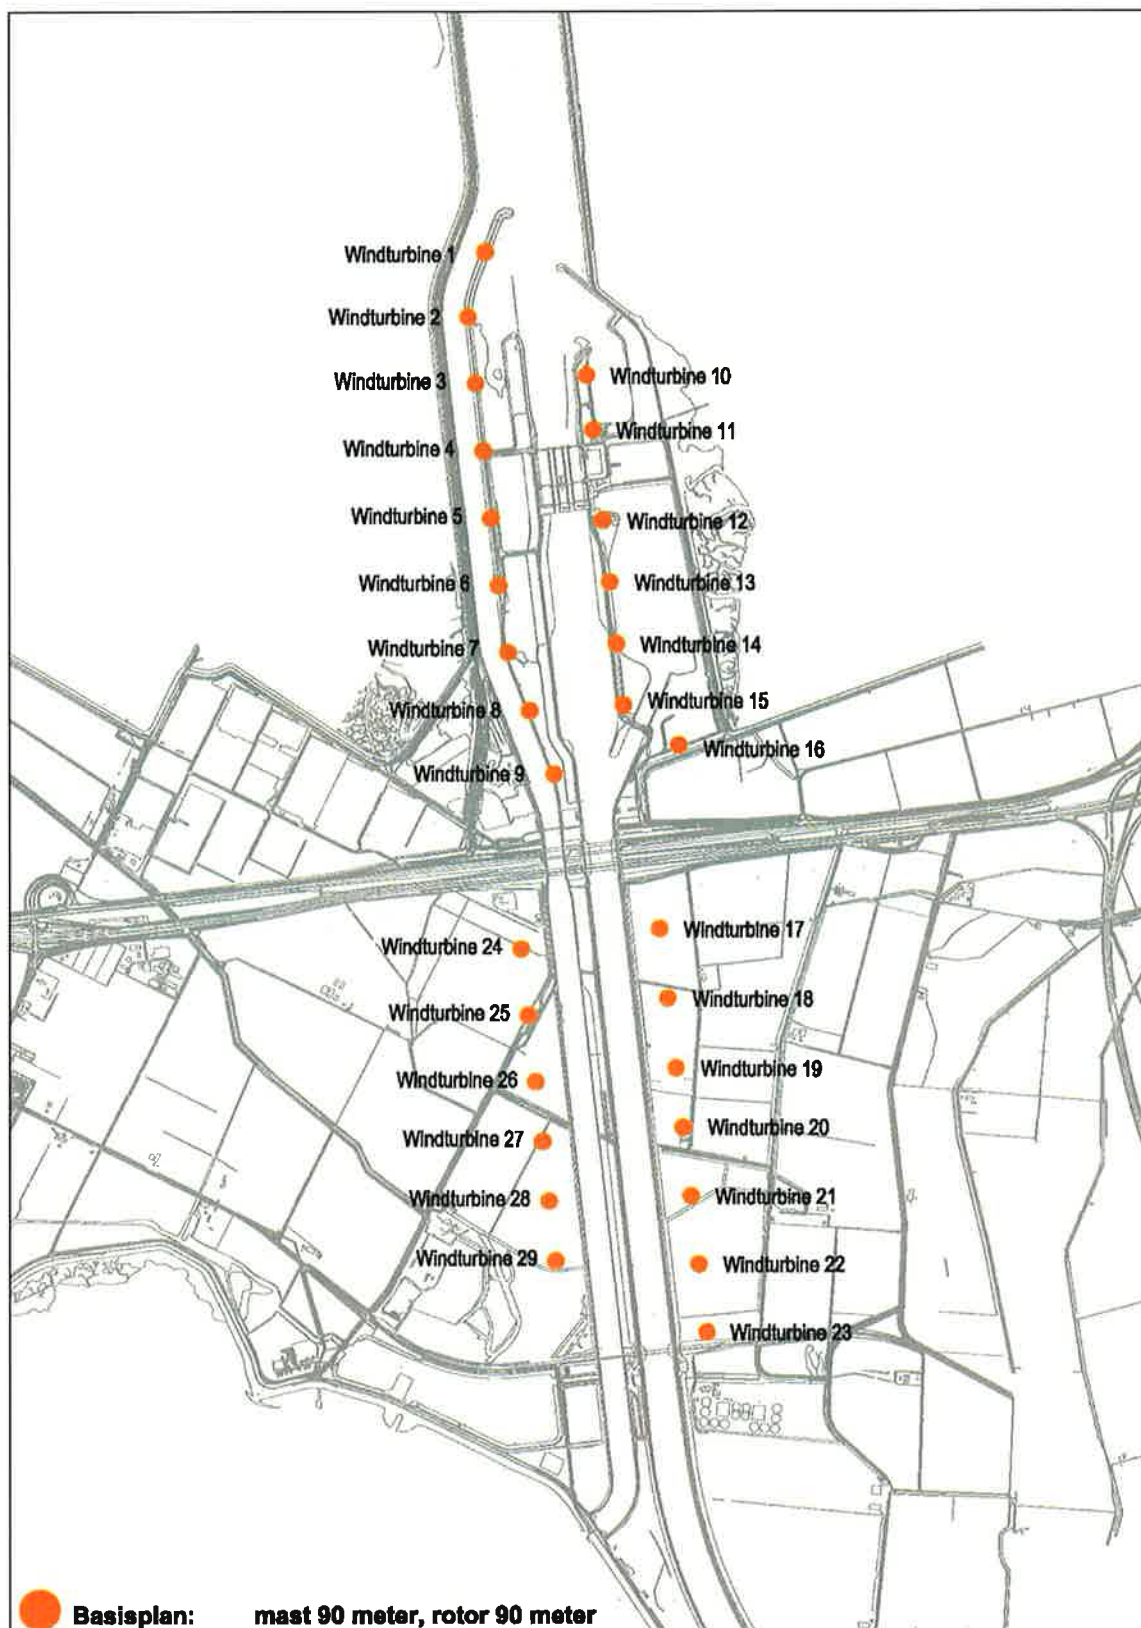 Windturbine 1
Windturbine 2
Windturbine 3
Windturbine 10
Windturbine 11
Windturbine 4
Windturbine 5
Windturbine 12
Windturbine 6
Windturbine 13
Windturbine 7
Windturbine 14
Windturbine 8
Windturbine 15
Windturbine 16
Windturbine 9
Windturbine 17
Windturbine 24
Windturbine 18
Windturbine 25
Windturbine 19
Windturbine 26
Windturbine 20
Windturbine 27
Windturbine 21
Windturbine 28
Windturbine 29
Windturbine 22
Windturbine 23
Basisplan: mast 90 meter, rotor 90 meter